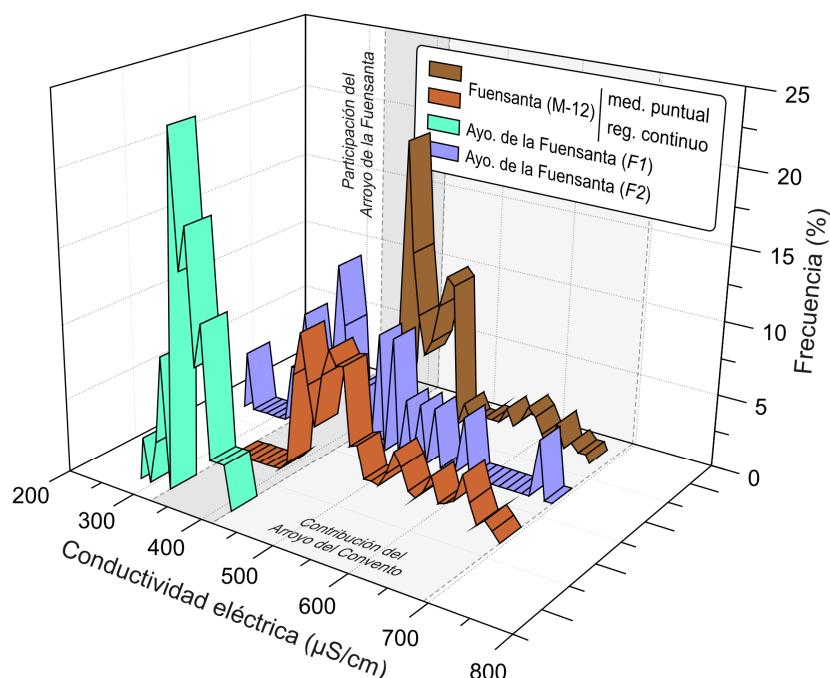 Participación del
Arroyo de la Fuensanta
Fuensanta (M-12)
med. puntual
reg. continuo
Ayo. de la Fuensanta (F1)
Ayo. de la Fuensanta (F2)
25
20
15
10
5
0
Frecuencia (%)
Contribución del
Arroyo del Convento
200
300
400
500
600
700
800
Conductividad eléctrica (µS/cm)